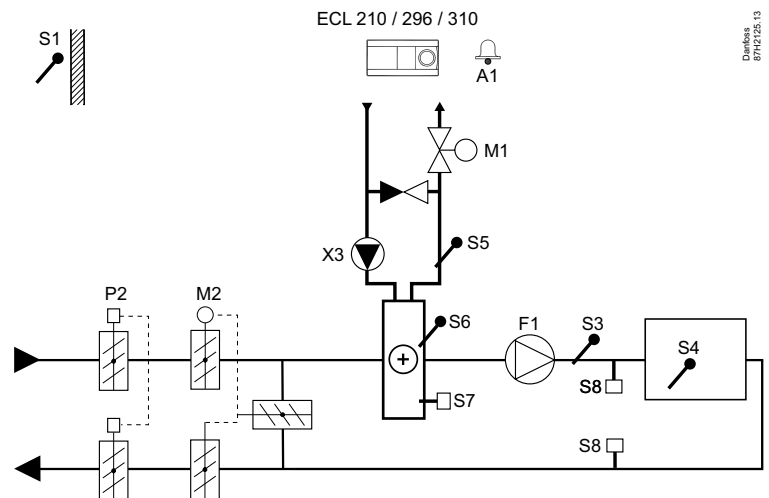 ECL 210 / 296 / 310
Danfoss
87H2125.13
S1
A1
M1
X3
S5
P2
M2
S6
F1
S3
S4
S8
S7
S8